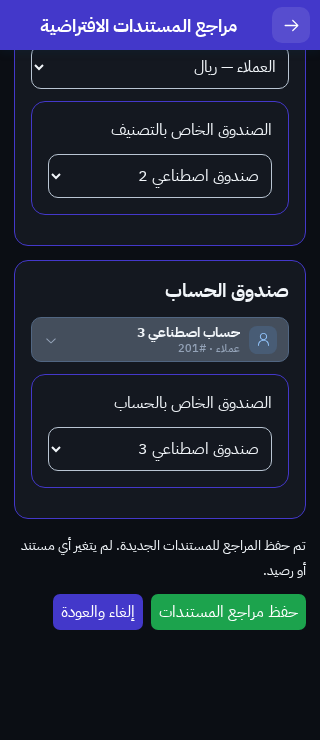 مراجع المستندات الافتراضية
العملاء — ريال
الصندوق الخاص بالتصنيف
صندوق اصطناعي 2
صندوق الحساب
حساب اصطناعي 3
عملاء · #201
الصندوق الخاص بالحساب
صندوق اصطناعي 3
تم حفظ المراجع للمستندات الجديدة. لم يتغير أي مستند
أو رصيد.
حفظ مراجع المستندات
إلغاء والعودة